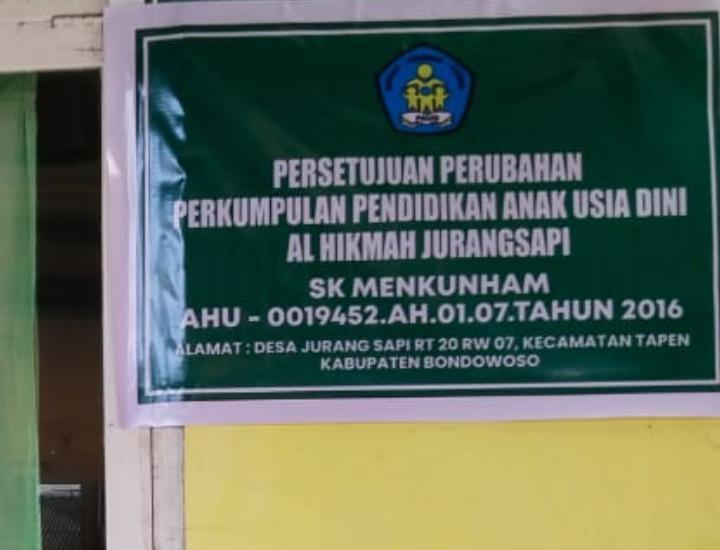 PERSETUJUAN PERUBAHAN
PERKUMPULAN PENDIDIKAN ANAK USIA DINI
AL HIKMAH JURANGSAPI
SK MENKUNHAM
AHU - 0019452.AH.01.07.TAHUN 2016
ALAMAT : DESA JURANG SAPI RT 20 RW 07, KECAMATAN TAPEN
KABUPATEN BONDOWOSO